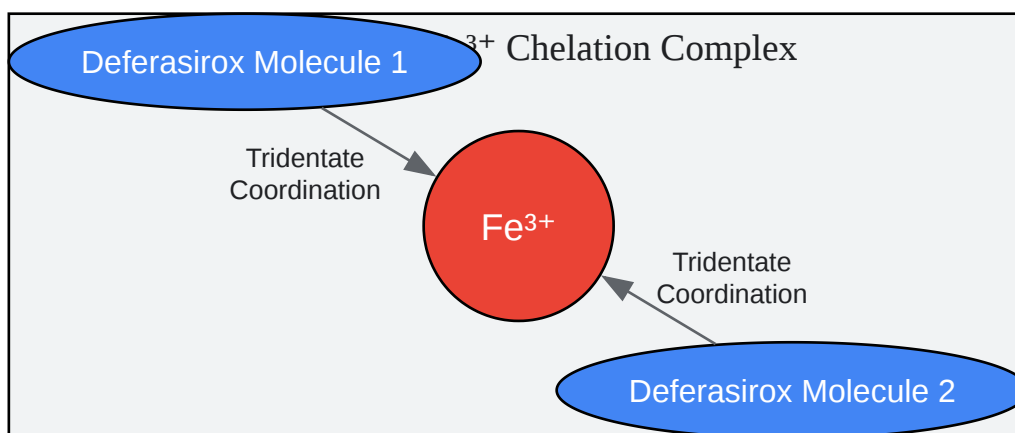 Deferasirox Molecule 1
³⁺ Chelation Complex
Tridentate
Coordination
Fe³⁺
Tridentate
Coordination
Deferasirox Molecule 2